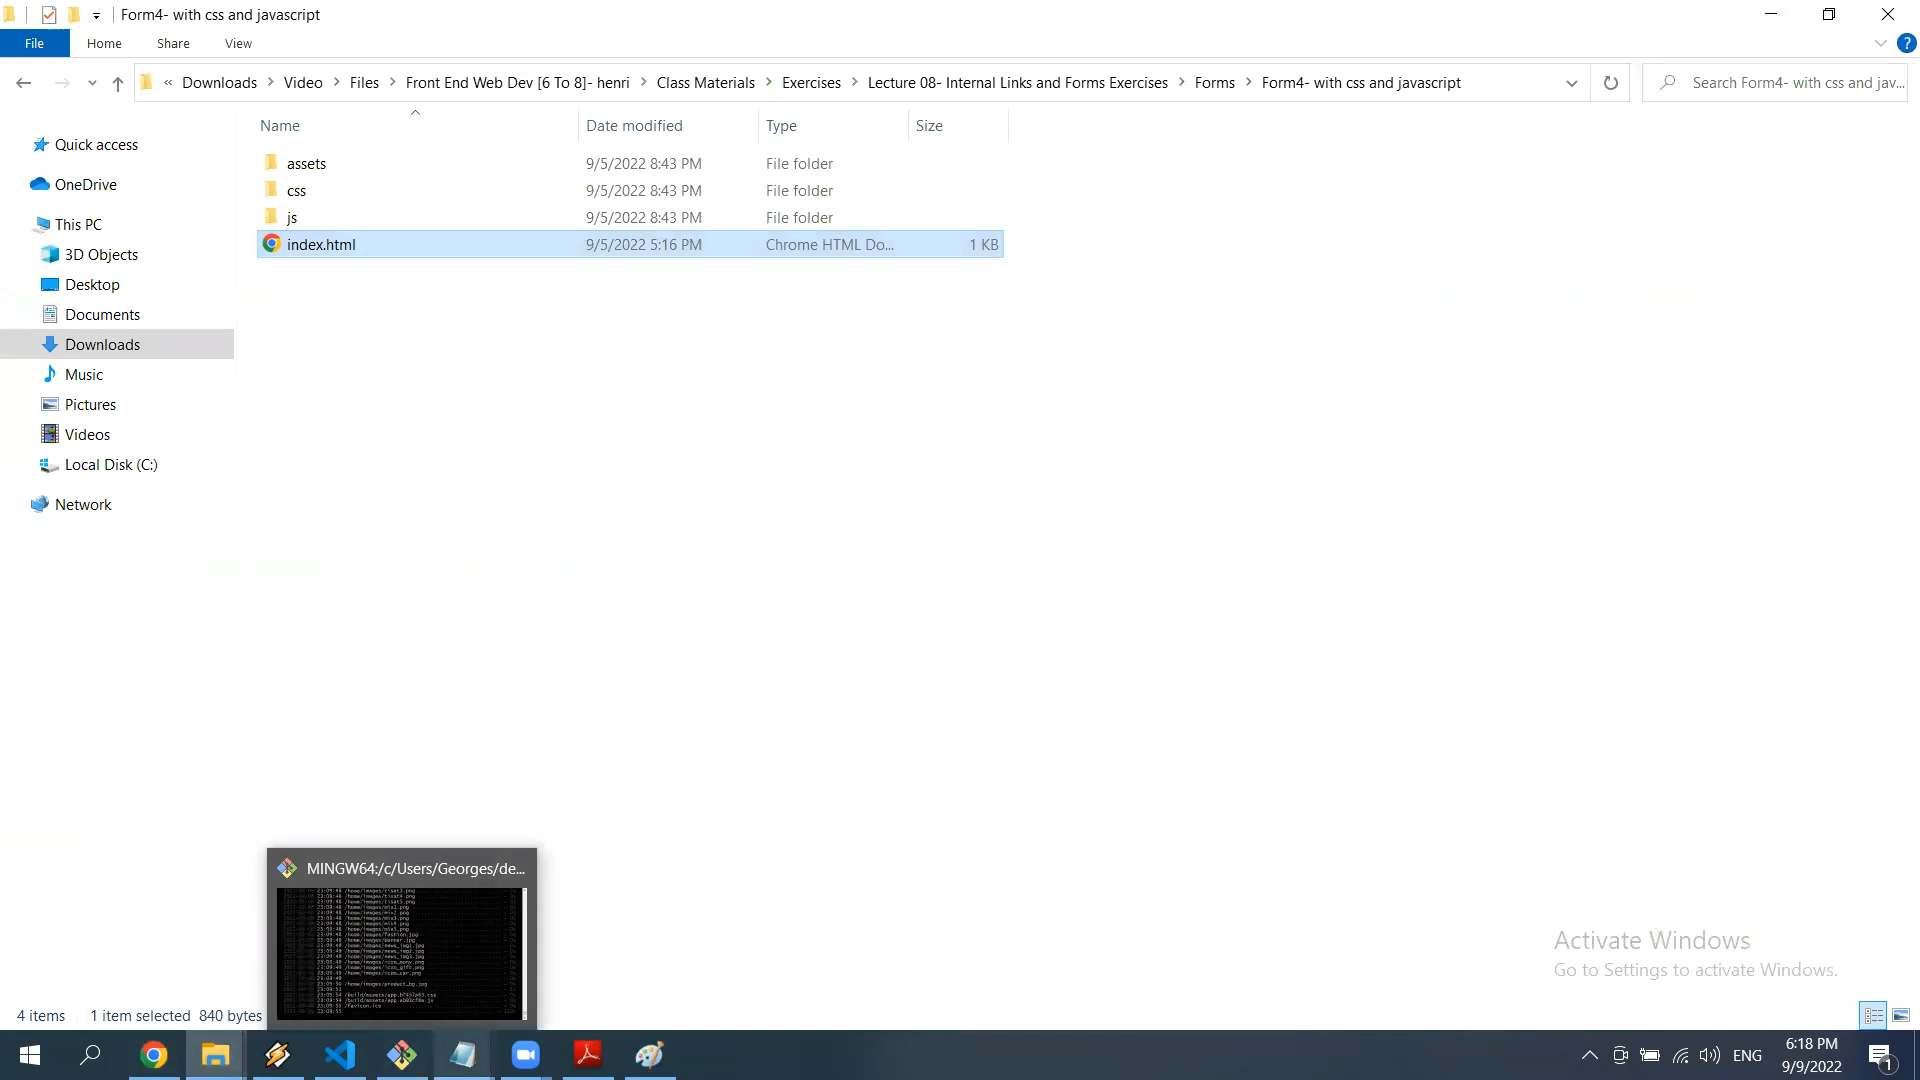 Form4- with css and javascript
File Home Share View
« Downloads Video Files Front End Web Dev [6 To 8]- henri Class Materials Exercises Lecture 08- Internal Links and Forms Exercises Forms Form4- with css and javascript Search Form4- with css and jav...
Name Date modified Type Size
Quick access
OneDrive
This PC
3D Objects
Desktop
Documents
Downloads
Music
Pictures
Videos
Local Disk (C:)
Network
assets 9/5/2022 8:43 PM File folder
css 9/5/2022 8:43 PM File folder
js 9/5/2022 8:43 PM File folder
index.html 9/5/2022 5:16 PM Chrome HTML Do... 1 KB
MINGW64:/c/Users/Georges/de...
Activate Windows
Go to Settings to activate Windows.
4 items 1 item selected 840 bytes
ENG
6:18 PM
9/9/2022
1